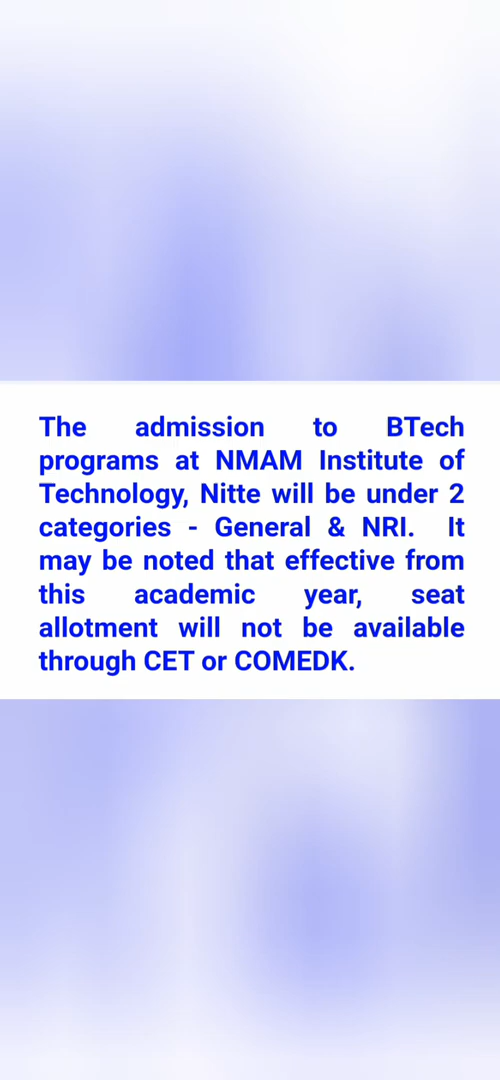 The admission to BTech
programs at NMAM Institute of
Technology, Nitte will be under 2
categories - General & NRI. It
may be noted that effective from
this academic year, seat
allotment will not be available
through CET or COMEDK.